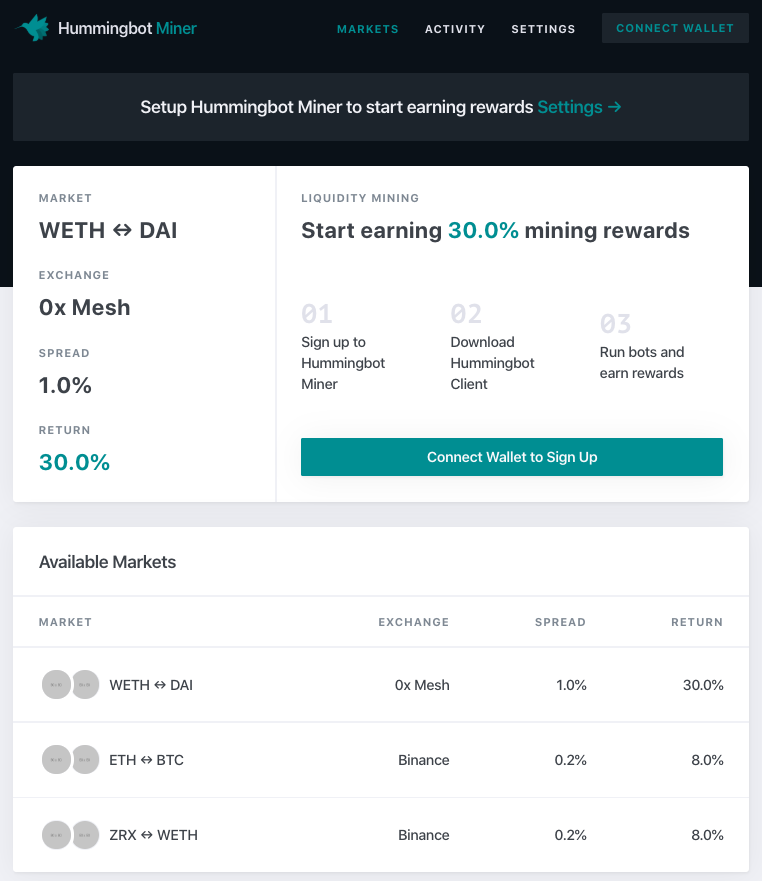 Hummingbot Miner
MARKETS ACTIVITY SETTINGS CONNECT WALLET
Setup Hummingbot Miner to start earning rewards Settings →
MARKET
WETH ↔ DAI
EXCHANGE
0x Mesh
SPREAD
1.0%
RETURN
30.0%
LIQUIDITY MINING
Start earning 30.0% mining rewards
01
Sign up to
Hummingbot
Miner
02
Download
Hummingbot
Client
03
Run bots and
earn rewards
Connect Wallet to Sign Up
Available Markets
MARKET EXCHANGE SPREAD RETURN
WETH ↔ DAI 0x Mesh 1.0% 30.0%
ETH ↔ BTC Binance 0.2% 8.0%
ZRX ↔ WETH Binance 0.2% 8.0%